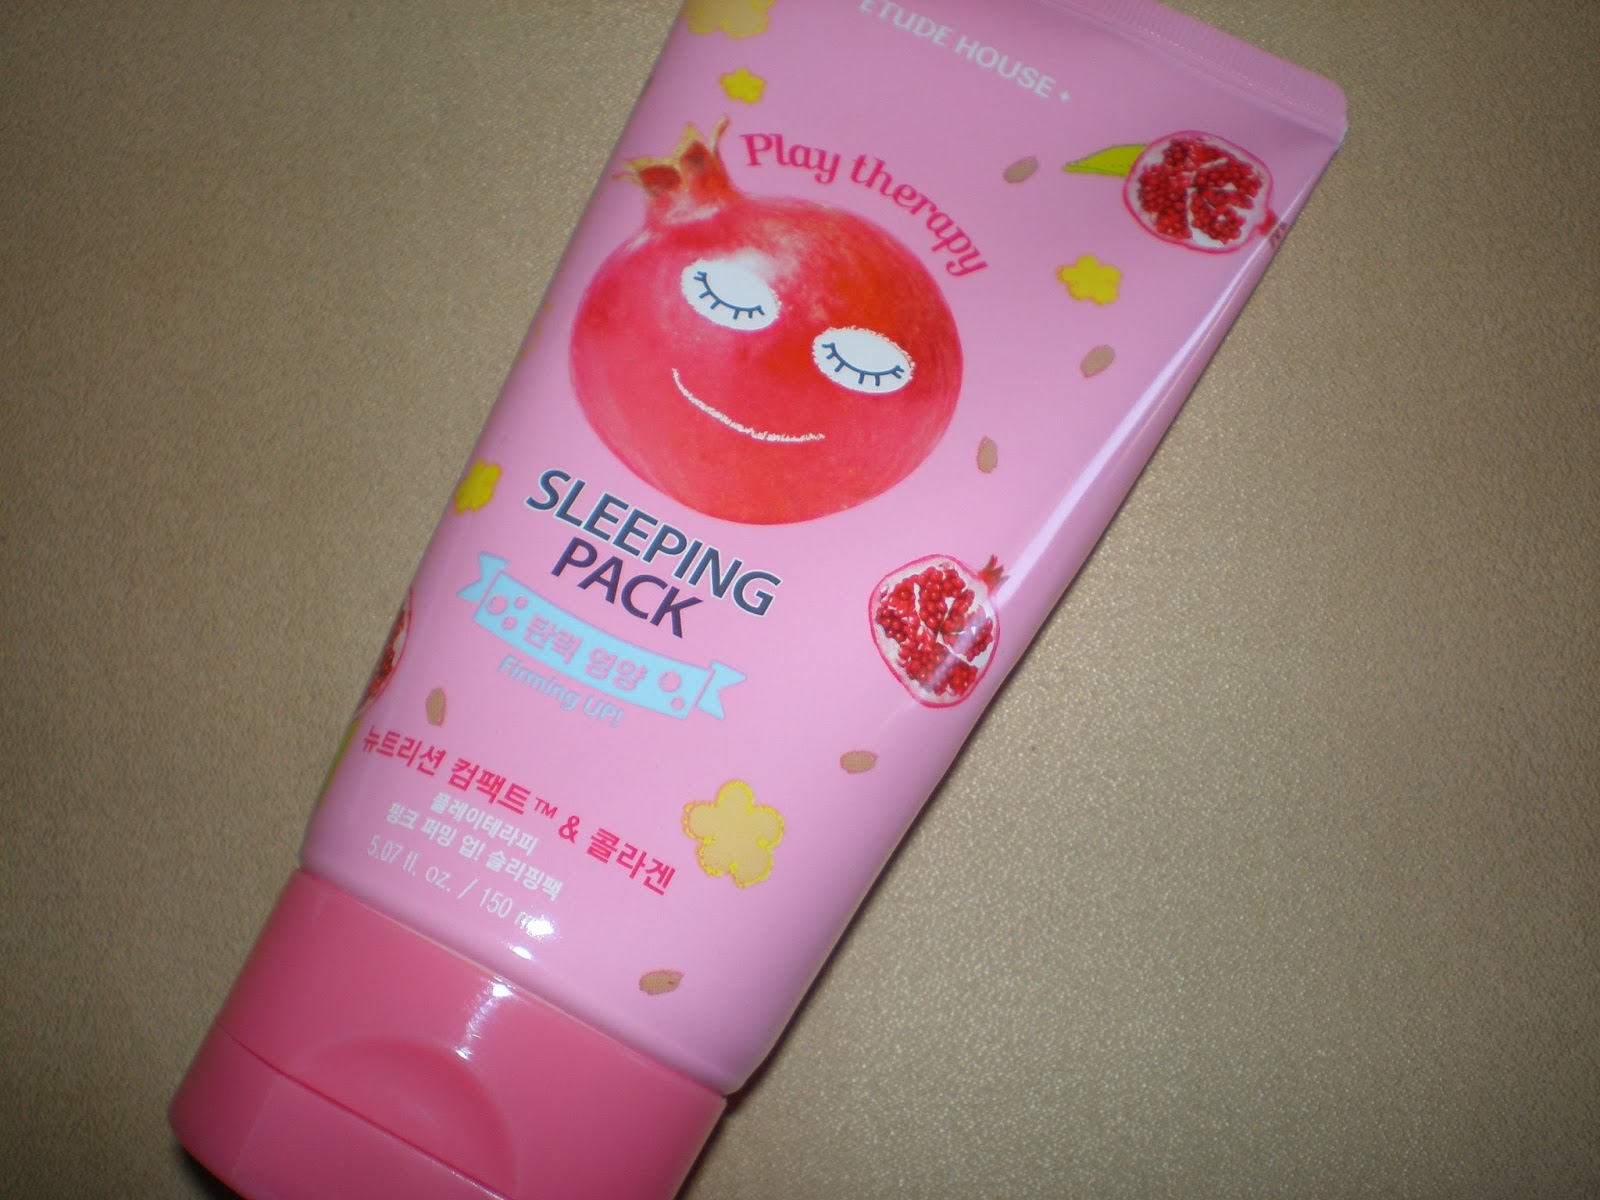 ETUDE HOUSE
Play therapy
SLEEPING
PACK
탄력 영양
Firming UP!
뉴트리션 컴팩트™ & 콜라겐
플레이테라피
핑크 퍼밍 업! 슬리핑팩
5.07 fl. oz. / 150 ml